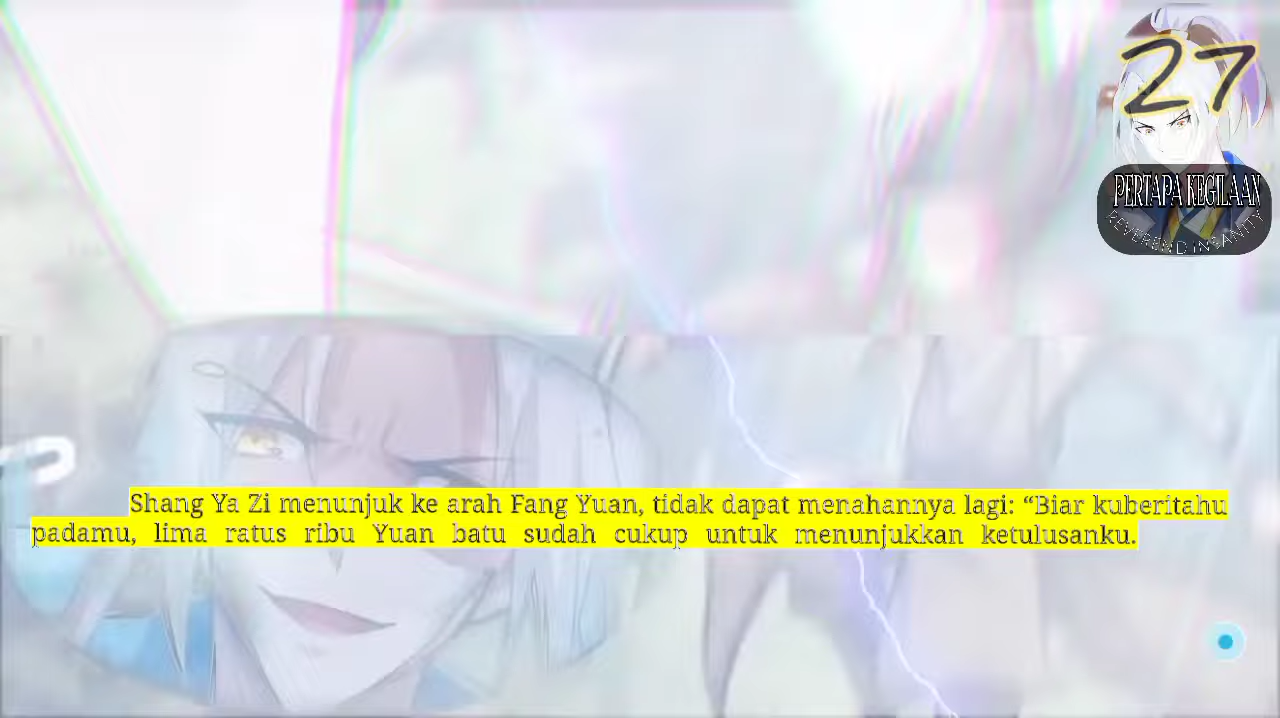 27
PERTAPA KEGILAAN
REVEREND INSANITY
Shang Ya Zi menunjuk ke arah Fang Yuan, tidak dapat menahannya lagi: “Biar kuberitahu
padamu, lima ratus ribu Yuan batu sudah cukup untuk menunjukkan ketulusanku.